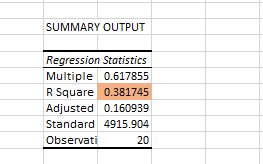 SUMMARY OUTPUT
Regression Statistics
Multiple 0.617855
R Square 0.381745
Adjusted 0.160939
Standard 4915.904
Observati 20